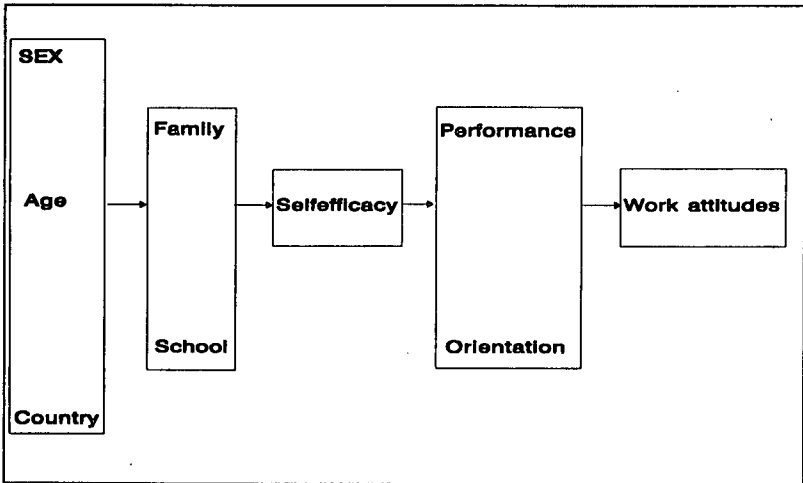 SEX
Age
Country
Family
School
Selfefficacy
Performance
Orientation
Work attitudes